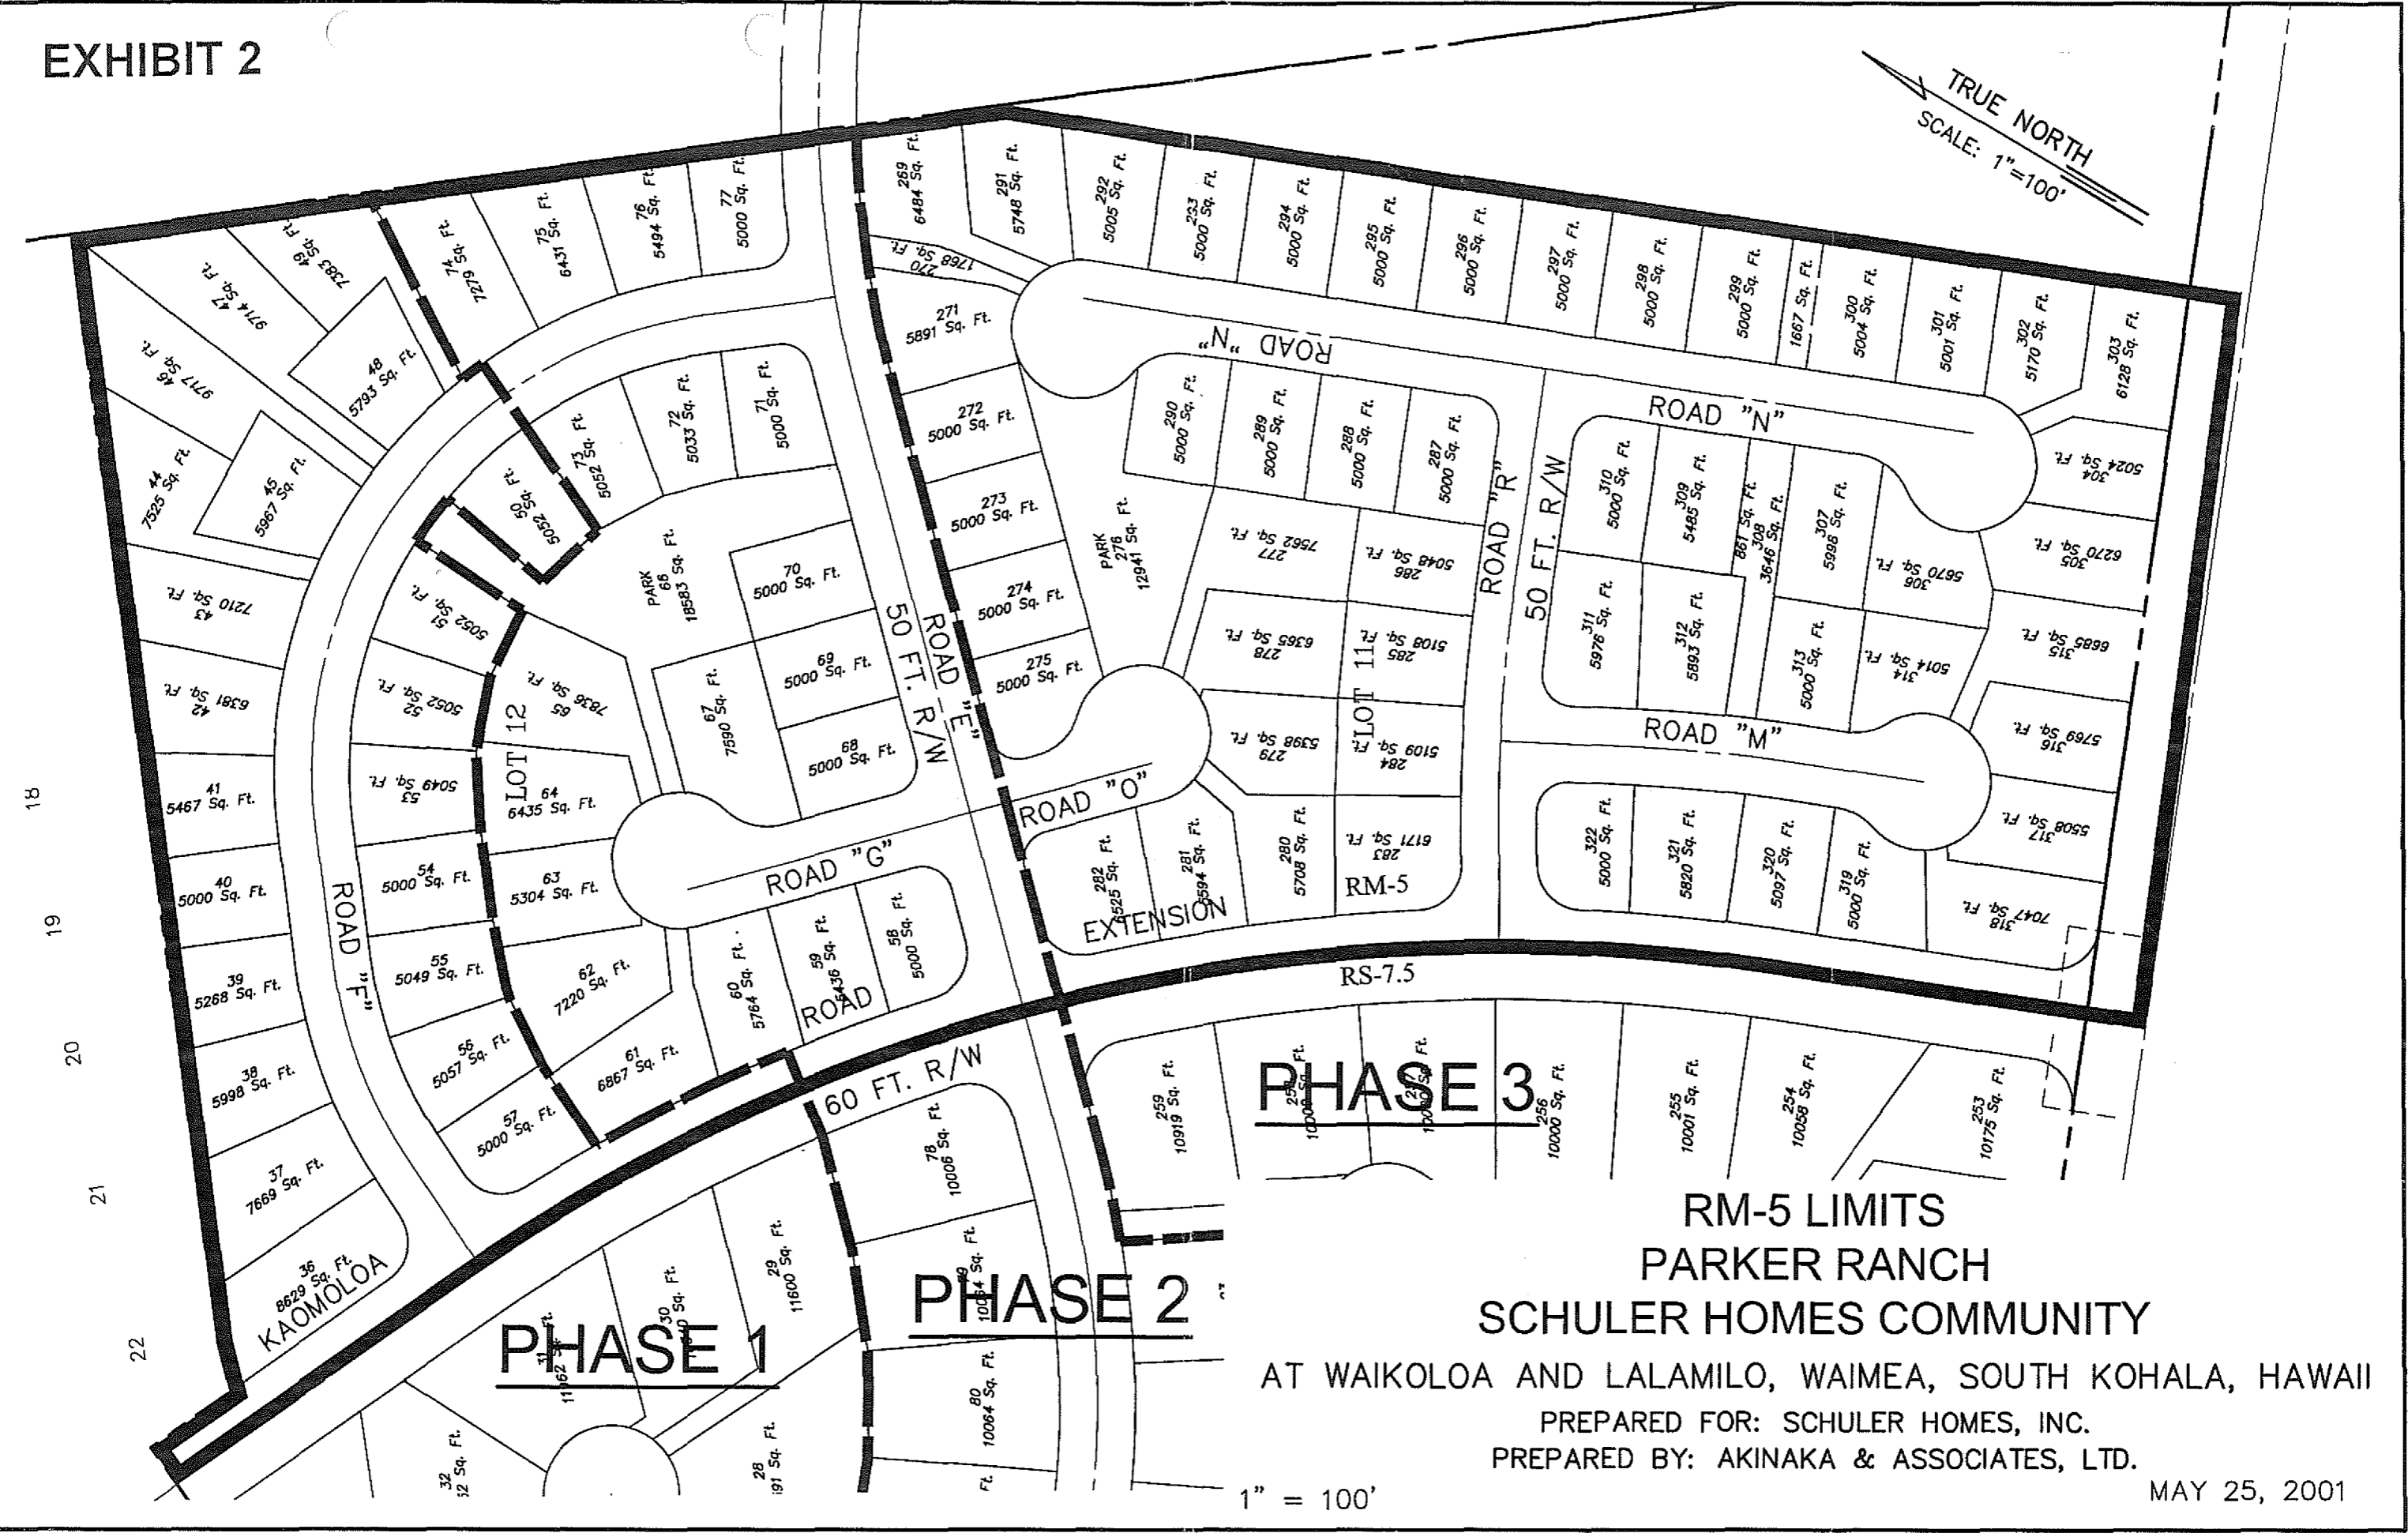 EXHIBIT 2
TRUE NORTH
SCALE: 1"=100'
49
7383 Sq. Ft.
47
9714 Sq. Ft.
46
9717 Sq. Ft.
48
5793 Sq. Ft.
44
7525 Sq. Ft.
45
5967 Sq. Ft.
43
7210 Sq. Ft.
42
6381 Sq. Ft.
41
5467 Sq. Ft.
40
5000 Sq. Ft.
39
5268 Sq. Ft.
38
5998 Sq. Ft.
37
7669 Sq. Ft.
36
8629 Sq. Ft.
KAOMOLOA
ROAD "F"
18
19
20
21
22
74
7279 Sq. Ft.
75
6431 Sq. Ft.
76
5494 Sq. Ft.
77
5000 Sq. Ft.
71
5000 Sq. Ft.
72
5033 Sq. Ft.
73
5052 Sq. Ft.
50
5052 Sq. Ft.
51
5052 Sq. Ft.
52
5052 Sq. Ft.
53
5049 Sq. Ft.
54
5000 Sq. Ft.
55
5049 Sq. Ft.
56
5057 Sq. Ft.
57
5000 Sq. Ft.
LOT 12
PARK
66
18583 Sq. Ft.
70
5000 Sq. Ft.
69
5000 Sq. Ft.
68
5000 Sq. Ft.
67
7590 Sq. Ft.
65
7836 Sq. Ft.
64
6435 Sq. Ft.
63
5304 Sq. Ft.
62
7220 Sq. Ft.
61
6867 Sq. Ft.
60
5764 Sq. Ft.
59
5436 Sq. Ft.
58
5000 Sq. Ft.
ROAD "G"
ROAD
ROAD "E"
50 FT. R/W
60 FT. R/W
269
6484 Sq. Ft.
270
1768 Sq. Ft.
271
5891 Sq. Ft.
272
5000 Sq. Ft.
273
5000 Sq. Ft.
274
5000 Sq. Ft.
275
5000 Sq. Ft.
PARK
276
12941 Sq. Ft.
291
5748 Sq. Ft.
292
5005 Sq. Ft.
293
5000 Sq. Ft.
294
5000 Sq. Ft.
295
5000 Sq. Ft.
296
5000 Sq. Ft.
297
5000 Sq. Ft.
298
5000 Sq. Ft.
299
5000 Sq. Ft.
1667 Sq. Ft.
300
5004 Sq. Ft.
301
5001 Sq. Ft.
302
5170 Sq. Ft.
303
6128 Sq. Ft.
304
5024 Sq. Ft.
305
6270 Sq. Ft.
315
6685 Sq. Ft.
316
5769 Sq. Ft.
317
5508 Sq. Ft.
318
7047 Sq. Ft.
ROAD "N"
ROAD "N"
290
5000 Sq. Ft.
289
5000 Sq. Ft.
288
5000 Sq. Ft.
287
5000 Sq. Ft.
277
7562 Sq. Ft.
286
5048 Sq. Ft.
278
6365 Sq. Ft.
285
5108 Sq. Ft.
LOT 11
279
5398 Sq. Ft.
284
5109 Sq. Ft.
283
6171 Sq. Ft.
280
5708 Sq. Ft.
281
5594 Sq. Ft.
282
6525 Sq. Ft.
ROAD "O"
EXTENSION
RM-5
ROAD "R"
50 FT. R/W
310
5000 Sq. Ft.
309
5485 Sq. Ft.
861 Sq. Ft.
308
3646 Sq. Ft.
307
5998 Sq. Ft.
306
5670 Sq. Ft.
311
5976 Sq. Ft.
312
5893 Sq. Ft.
313
5000 Sq. Ft.
314
5014 Sq. Ft.
ROAD "M"
322
5000 Sq. Ft.
321
5820 Sq. Ft.
320
5097 Sq. Ft.
319
5000 Sq. Ft.
RS-7.5
PHASE 3
259
10919 Sq. Ft.
256
10000 Sq. Ft.
255
10001 Sq. Ft.
254
10058 Sq. Ft.
253
10175 Sq. Ft.
78
10006 Sq. Ft.
PHASE 2
80
10064 Sq. Ft.
Ft.
29
11600 Sq. Ft.
30
Sq. Ft.
31
PHASE 1
32
52 Sq. Ft.
28
591 Sq. Ft.
RM-5 LIMITS
PARKER RANCH
SCHULER HOMES COMMUNITY
AT WAIKOLOA AND LALAMILO, WAIMEA, SOUTH KOHALA, HAWAII
PREPARED FOR: SCHULER HOMES, INC.
PREPARED BY: AKINAKA & ASSOCIATES, LTD.
MAY 25, 2001
1" = 100'